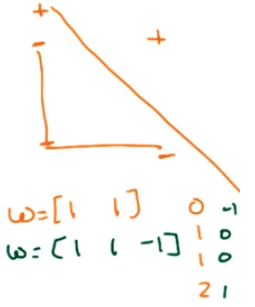 +
- +
+ -
w=[1 1] 0 -1
w=[1 1 -1] 1 0
1 0
2 1